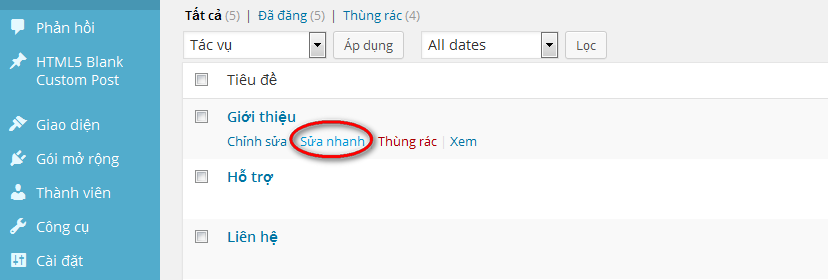 Phản hồi
HTML5 Blank
Custom Post
Giao diện
Gói mở rộng
Thành viên
Công cụ
Cài đặt
Tất cả (5) | Đã đăng (5) | Thùng rác (4)
Tác vụ Áp dụng All dates Lọc
Tiêu đề
Giới thiệu
Chỉnh sửa | Sửa nhanh | Thùng rác | Xem
Hỗ trợ
Liên hệ